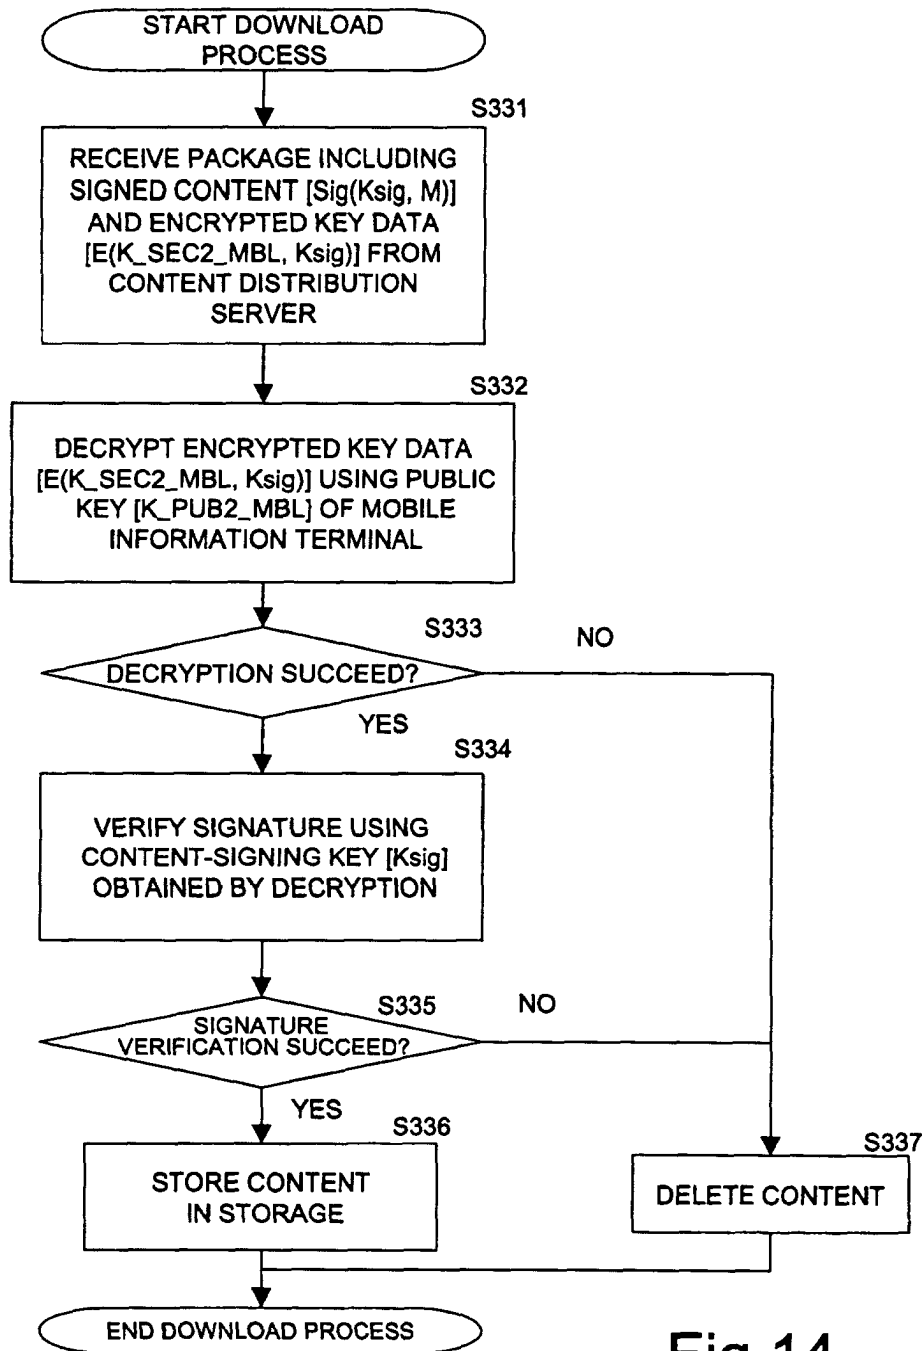 START DOWNLOAD
PROCESS
S331
RECEIVE PACKAGE INCLUDING
SIGNED CONTENT [Sig(Ksig, M)]
AND ENCRYPTED KEY DATA
[E(K_SEC2_MBL, Ksig)] FROM
CONTENT DISTRIBUTION
SERVER
S332
DECRYPT ENCRYPTED KEY DATA
[E(K_SEC2_MBL, Ksig)] USING PUBLIC
KEY [K_PUB2_MBL] OF MOBILE
INFORMATION TERMINAL
S333
NO
DECRYPTION SUCCEED?
YES
S334
VERIFY SIGNATURE USING
CONTENT-SIGNING KEY [Ksig]
OBTAINED BY DECRYPTION
S335
NO
SIGNATURE
VERIFICATION SUCCEED?
YES
S336
STORE CONTENT
IN STORAGE
S337
DELETE CONTENT
END DOWNLOAD PROCESS
Fig.14